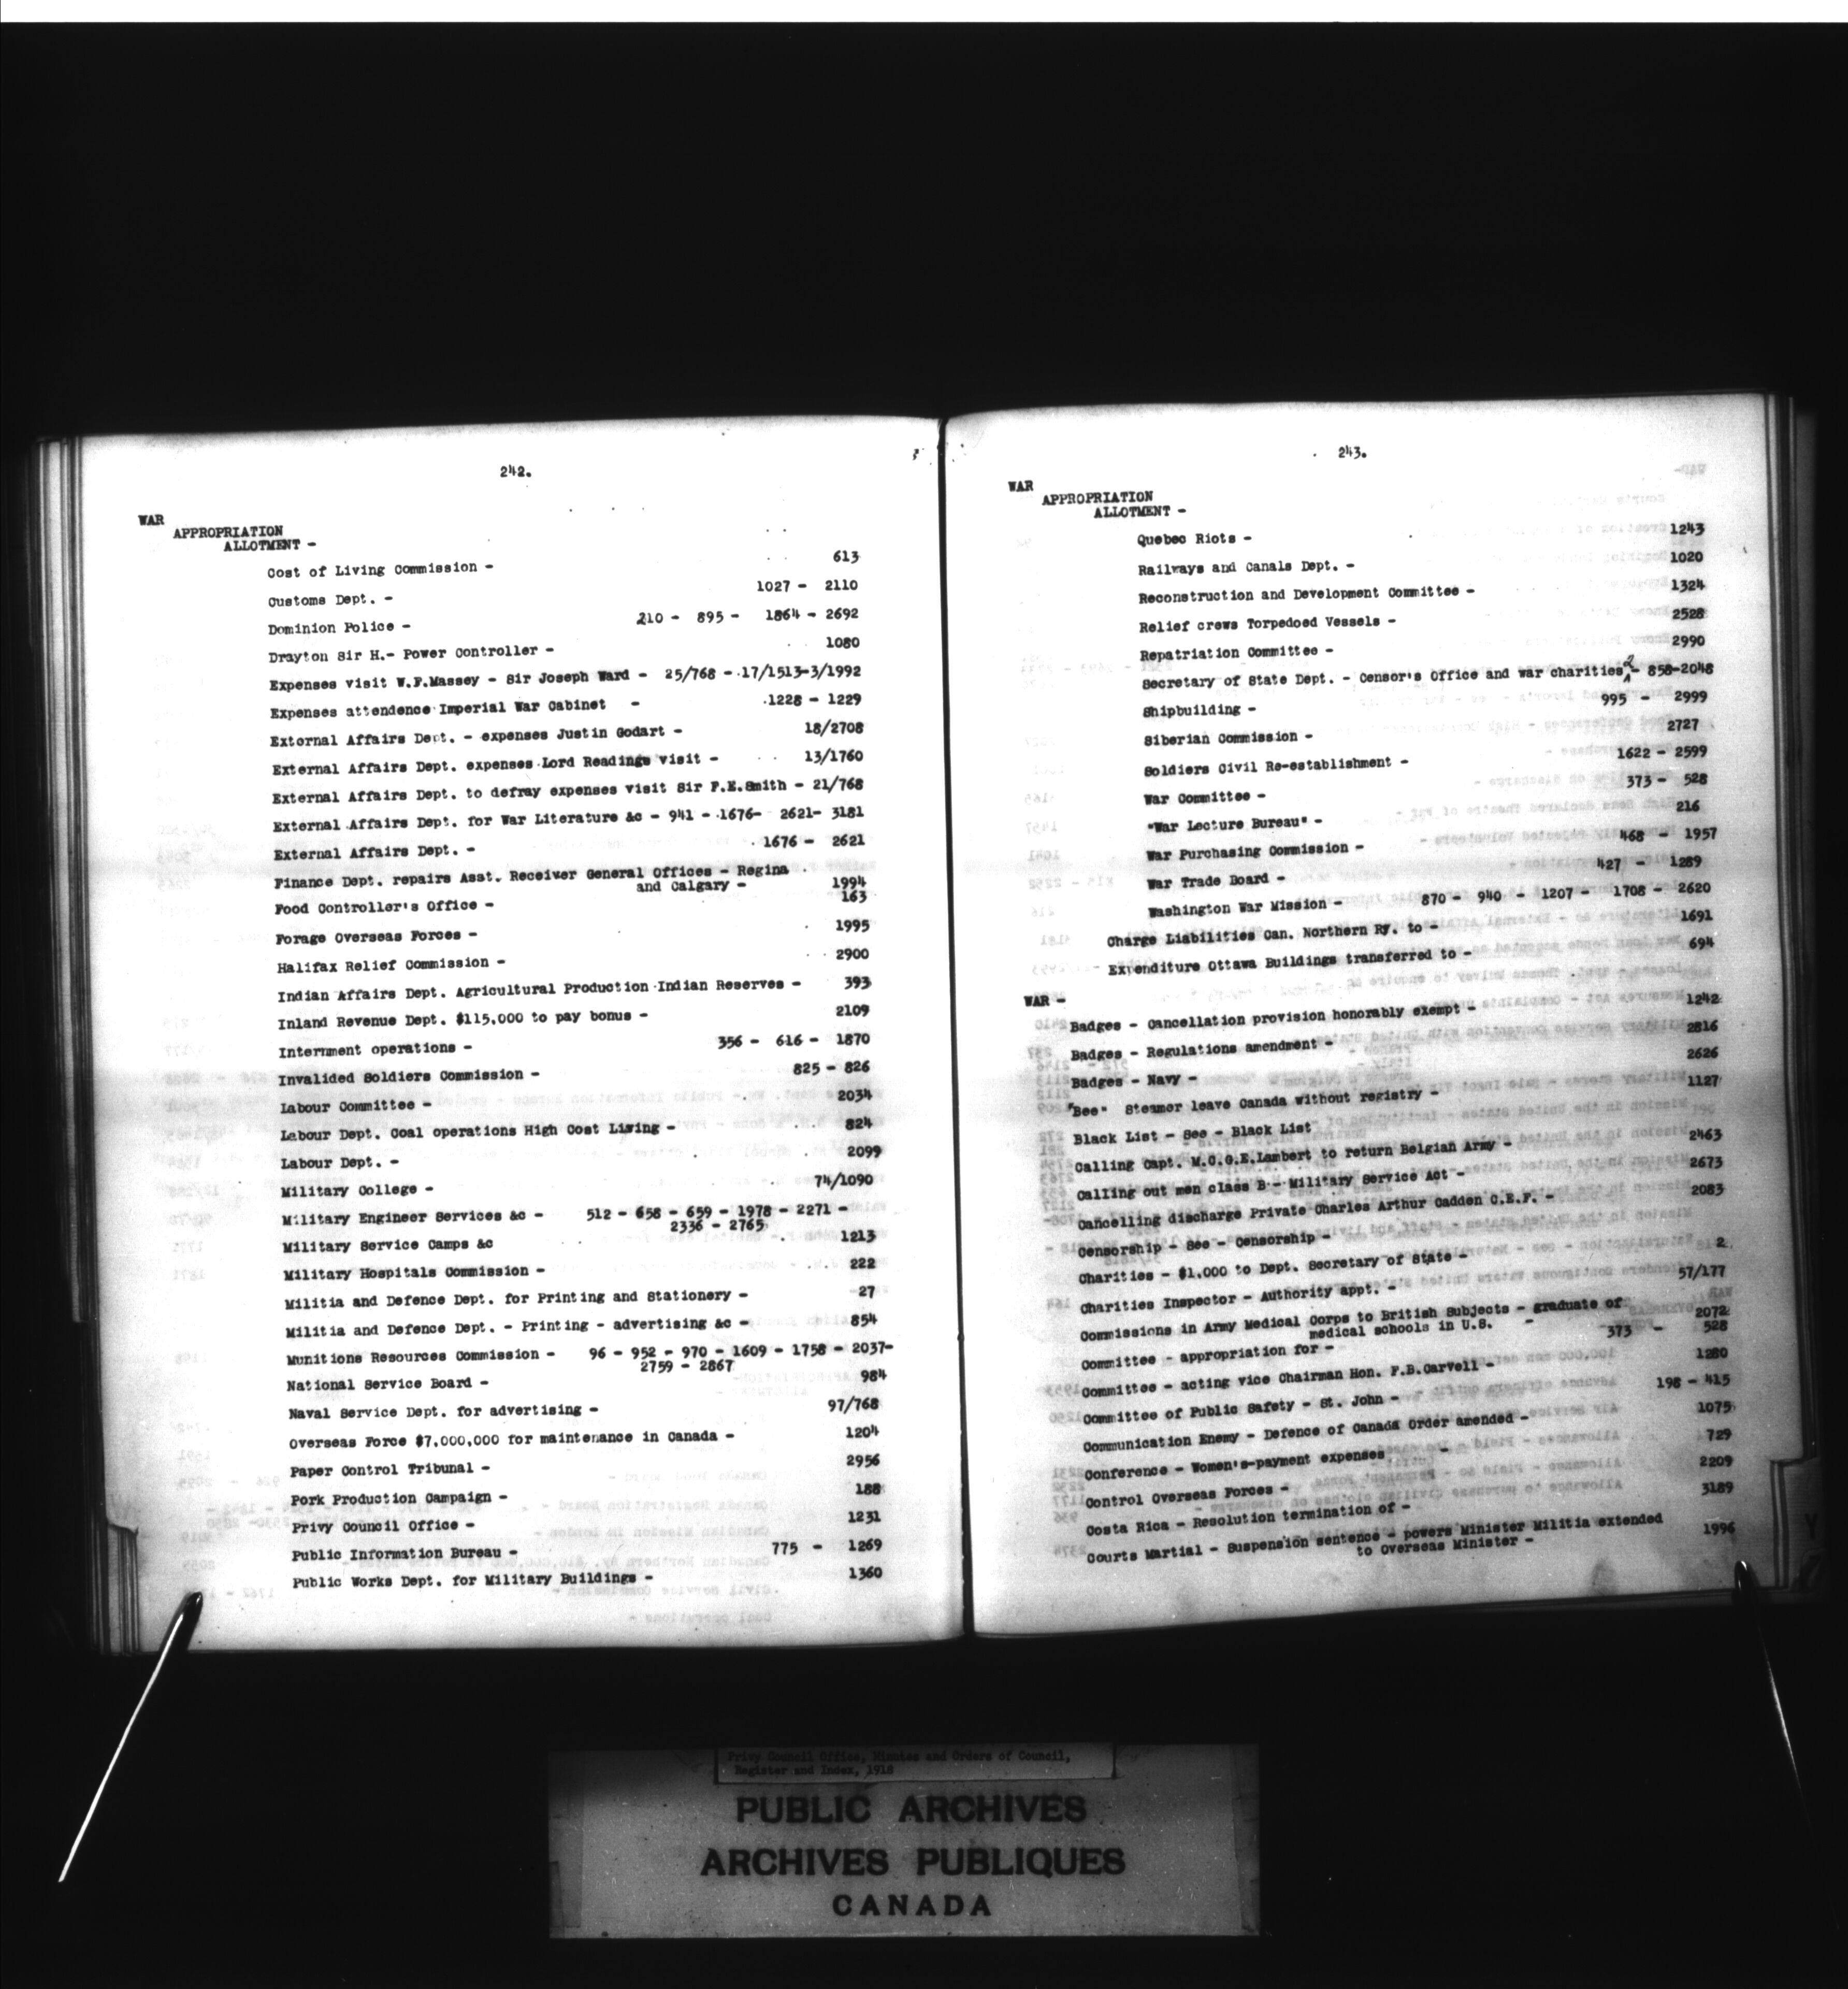 242.
WAR
APPROPRIATION
ALLOTMENT -
Cost of Living Commission - 613
Customs Dept. - 1027 - 2110
Dominion Police - 210 - 895 - 1864 - 2692
Drayton Sir H.- Power Controller - 1080
Expenses visit W.F.Massey - Sir Joseph Ward - 25/768 - 17/1513-3/1992
Expenses attendence Imperial War Cabinet - 1228 - 1229
External Affairs Dept. - expenses Justin Godart - 18/2708
External Affairs Dept. expenses Lord Readings visit - 13/1760
External Affairs Dept. to defray expenses visit Sir F.E.Smith - 21/768
External Affairs Dept. for War Literature &c - 941 - 1676- 2621- 3181
External Affairs Dept. - 1676 - 2621
Finance Dept. repairs Asst. Receiver General Offices - Regina
and Calgary - 1994
Food Controller's Office - 163
Forage Overseas Forces - 1995
Halifax Relief Commission - 2900
Indian Affairs Dept. Agricultural Production Indian Reserves - 393
Inland Revenue Dept. $115,000 to pay bonus - 2109
Internment operations - 356 - 616 - 1870
Invalided Soldiers Commission - 825 - 826
Labour Committee - 2034
Labour Dept. Coal operations High Cost Living - 824
Labour Dept. - 2099
Military College - 74/1090
Military Engineer Services &c - 512 - 658 - 659 - 1978 - 2271 -
2336 - 2765
Military Service Camps &c 1213
Military Hospitals Commission - 222
Militia and Defence Dept. for Printing and Stationery - 27
Militia and Defence Dept. - Printing - advertising &c - 854
Munitions Resources Commission - 96 - 952 - 970 - 1609 - 1758 - 2037-
2759 - 2867
National Service Board - 984
Naval Service Dept. for advertising - 97/768
Overseas Force $7,000,000 for maintenance in Canada - 1204
Paper Control Tribunal - 2956
Pork Production Campaign - 188
Privy Council Office - 1231
Public Information Bureau - 775 - 1269
Public Works Dept. for Military Buildings - 1360
243.
WAR
APPROPRIATION
ALLOTMENT -
Quebec Riots - 1243
Railways and Canals Dept. - 1020
Reconstruction and Development Committee - 1324
Relief crews Torpedoed Vessels - 2528
Repatriation Committee - 2990
Secretary of State Dept. - Censor's Office and war charities 2 - 858-2048
Shipbuilding - 995 - 2999
Siberian Commission - 2727
Soldiers Civil Re-establishment - 1622 - 2599
War Committee - 373 - 528
"War Lecture Bureau" - 216
War Purchasing Commission - 468 - 1957
War Trade Board - 427 - 1289
Washington War Mission - 870 - 940 - 1207 - 1708 - 2620
Charge Liabilities Can. Northern Ry. to - 1691
Expenditure Ottawa Buildings transferred to - 694
WAR -
Badges - Cancellation provision honorably exempt - 1242
Badges - Regulations amendment - 2816
Badges - Navy - 2626
"Bee" Steamer leave Canada without registry - 1127
Black List - See - Black List
Calling Capt. M.C.G.E.Lambert to return Belgian Army - 2463
Calling out men class B - Military Service Act - 2673
Cancelling discharge Private Charles Arthur Cadden C.E.F. - 2083
Censorship - See - Censorship -
Charities - $1,000 to Dept. Secretary of State - 2
Charities Inspector - Authority appt. - 57/177
Commissions in Army Medical Corps to British Subjects - graduate of
medical schools in U.S. - 2072
Committee - appropriation for - 373 - 528
Committee - acting vice Chairman Hon. F.B.Carvell - 1280
Committee of Public Safety - St. John - 198 - 415
Communication Enemy - Defence of Canada Order amended - 1075
Conference - Women's-payment expenses - 729
Control Overseas Forces - 2209
Costa Rica - Resolution termination of - 3189
Courts Martial - Suspension sentence - powers Minister Militia extended
to Overseas Minister - 1996
Privy Council Office, Minutes and Orders of Council,
Register and Index, 1918
PUBLIC ARCHIVES
ARCHIVES PUBLIQUES
CANADA